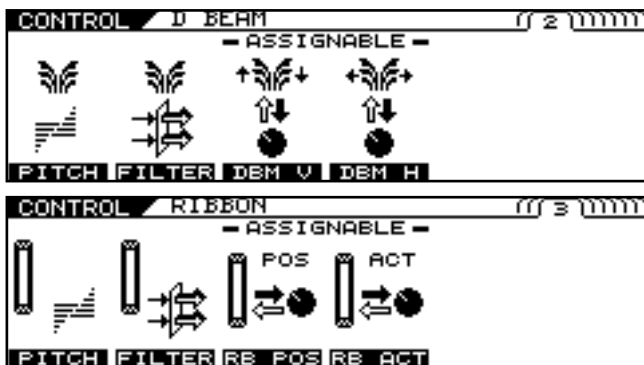 CONTROL D BEAM 2
ASSIGNABLE
PITCH FILTER DBM V DBM H
CONTROL RIBBON 3
ASSIGNABLE
POS ACT
PITCH FILTER RB POS RB ACT